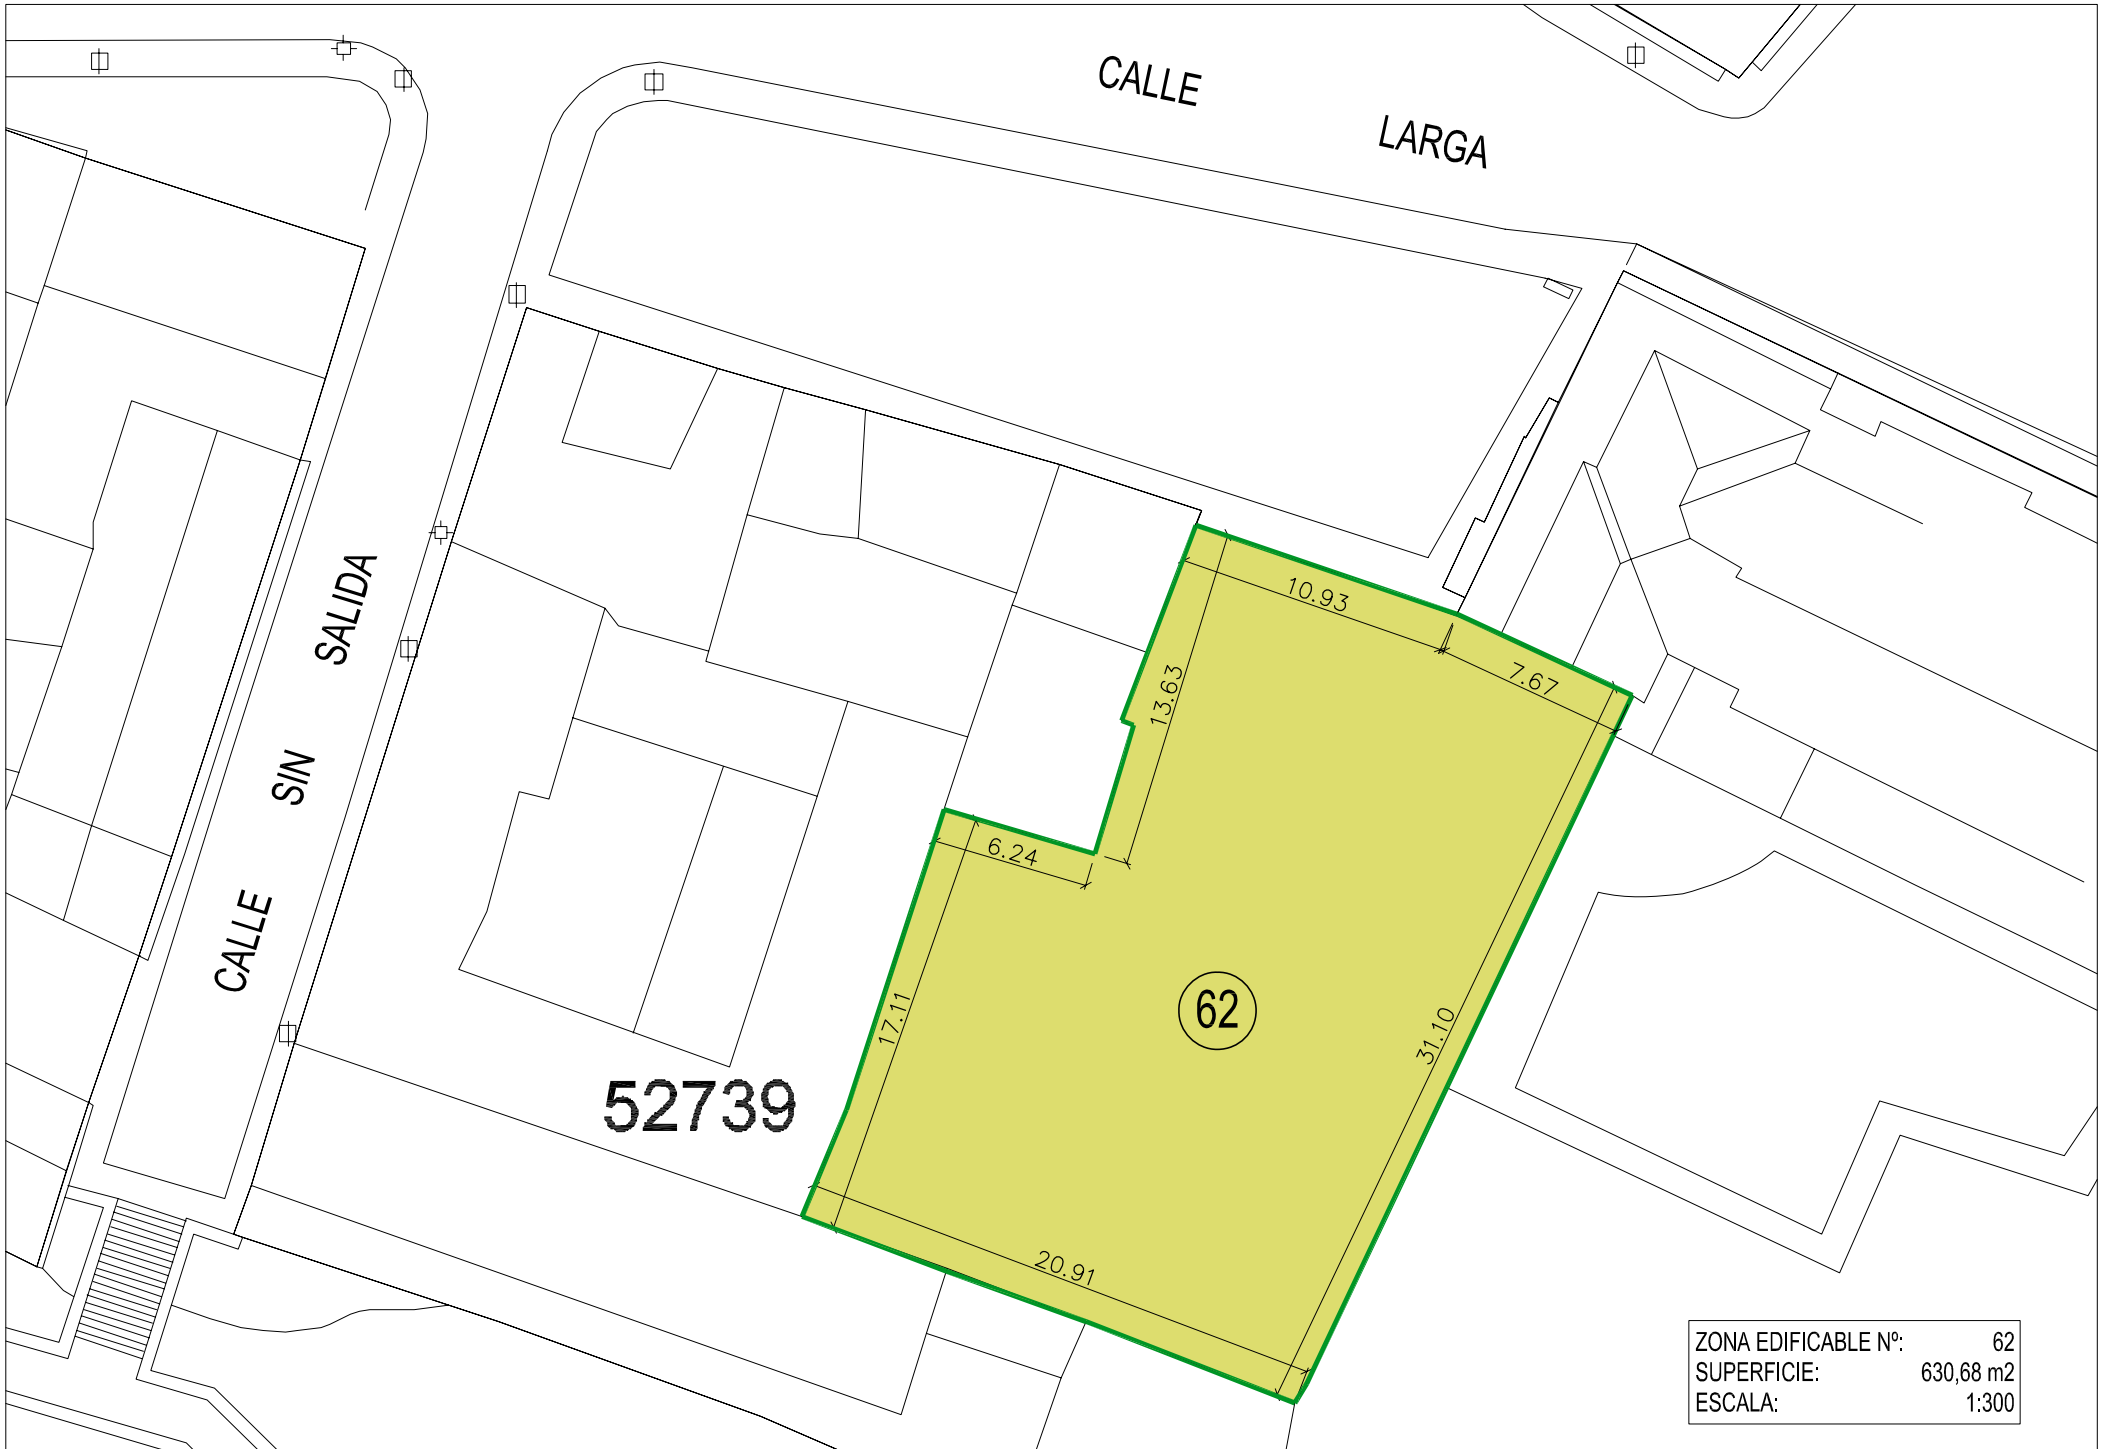 CALLE
LARGA
CALLE SIN SALIDA
10.93
7.67
13.63
6.24
17.11
62
31.10
52739
20.91
ZONA EDIFICABLE Nº: 62
SUPERFICIE: 630,68 m2
ESCALA: 1:300